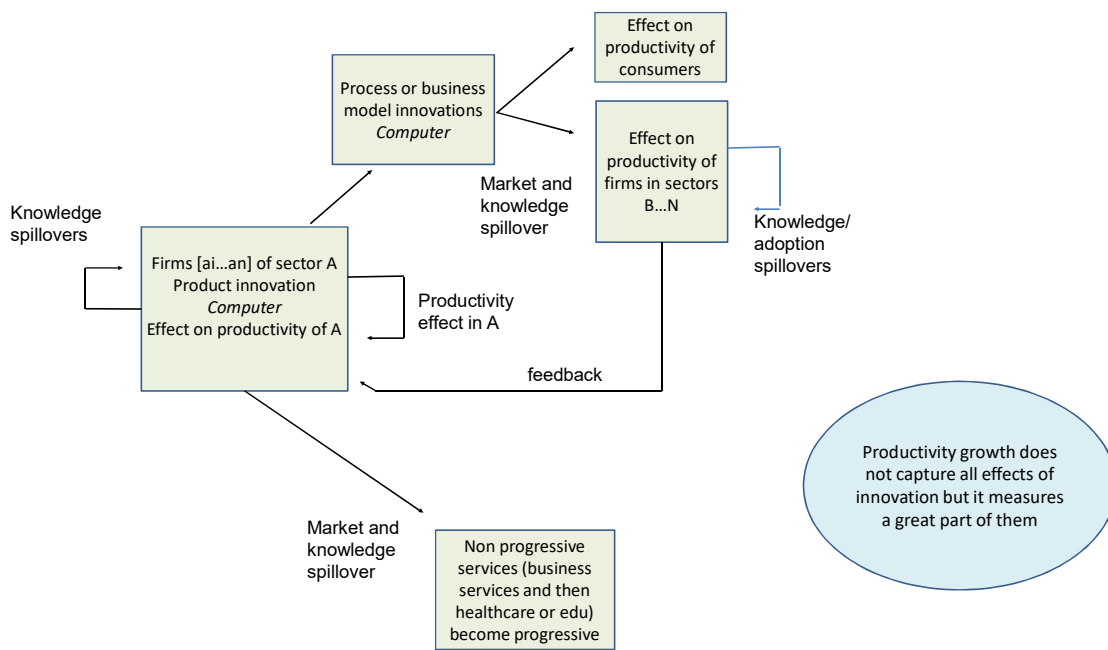 Effect on
productivity of
consumers
Process or business
model innovations
Computer
Effect on
productivity of
firms in sectors
B...N
Market and
knowledge
spillover
Knowledge/
adoption
spillovers
Knowledge
spillovers
Firms [ai...an] of sector A
Product innovation
Computer
Effect on productivity of A
Productivity
effect in A
feedback
Productivity growth does
not capture all effects of
innovation but it measures
a great part of them
Market and
knowledge
spillover
Non progressive
services (business
services and then
healthcare or edu)
become progressive